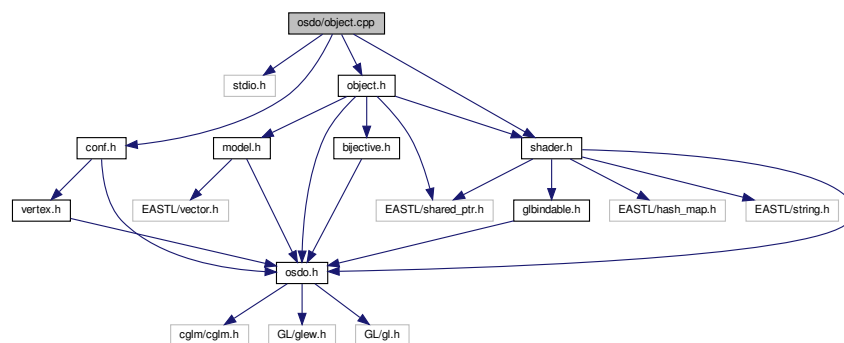 osdo/object.cpp
stdio.h
object.h
conf.h
model.h
bijective.h
shader.h
vertex.h
EASTL/vector.h
EASTL/shared_ptr.h
glbindable.h
EASTL/hash_map.h
EASTL/string.h
osdo.h
cglm/cglm.h
GL/glew.h
GL/gl.h